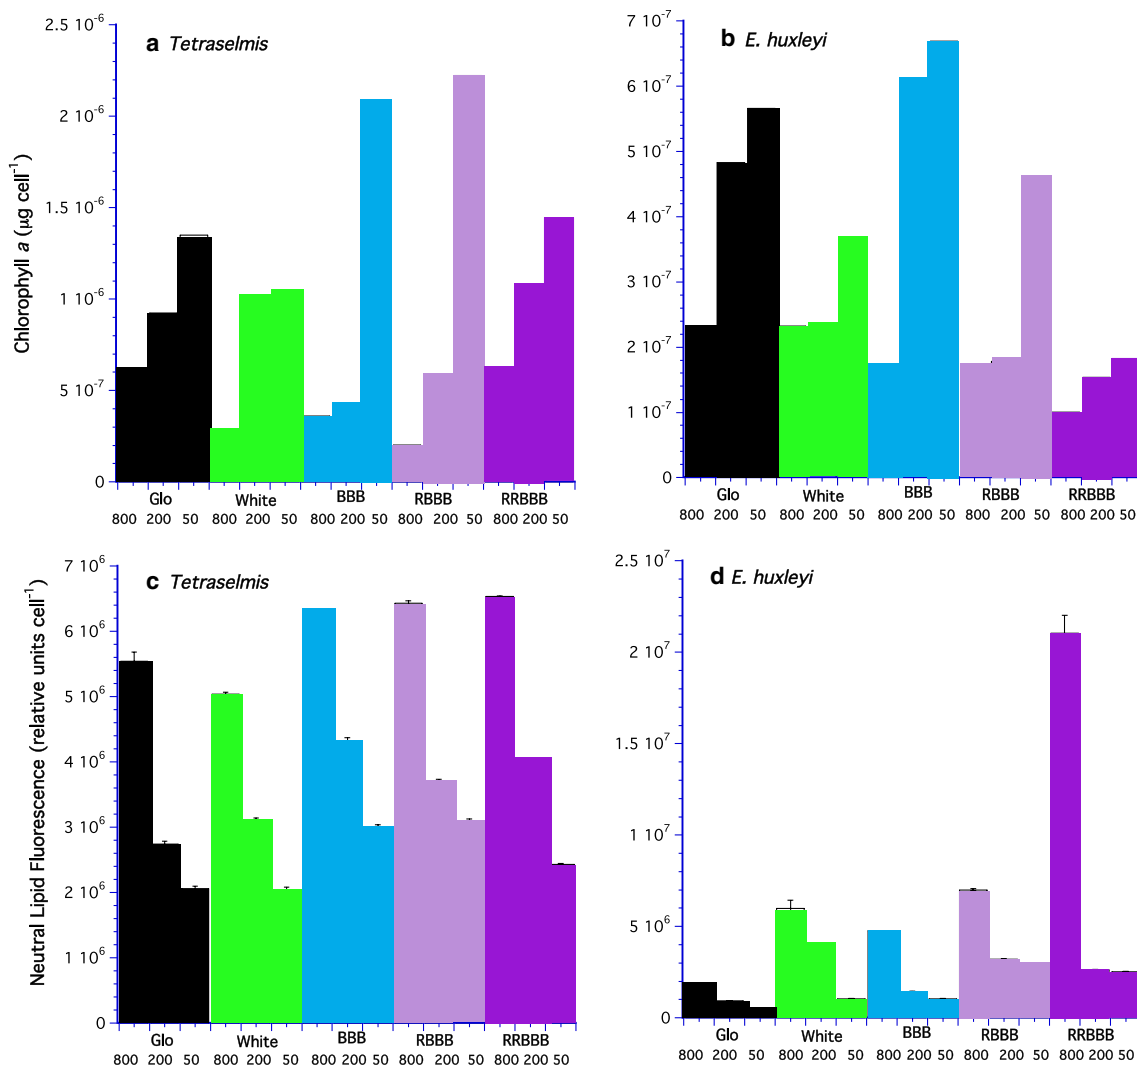 a Tetraselmis
Chlorophyll a (μg cell⁻¹)
2.5 10⁻⁶
2 10⁻⁶
1.5 10⁻⁶
1 10⁻⁶
5 10⁻⁷
0
Glo White BBB RBBB RRBBB
800 200 50 800 200 50 800 200 50 800 200 50 800 200 50
b E. huxleyi
7 10⁻⁷
6 10⁻⁷
5 10⁻⁷
4 10⁻⁷
3 10⁻⁷
2 10⁻⁷
1 10⁻⁷
0
Glo White BBB RBBB RRBBB
800 200 50 800 200 50 800 200 50 800 200 50 800 200 50
c Tetraselmis
Neutral Lipid Fluorescence (relative units cell⁻¹)
7 10⁶
6 10⁶
5 10⁶
4 10⁶
3 10⁶
2 10⁶
1 10⁶
0
Glo White BBB RBBB RRBBB
800 200 50 800 200 50 800 200 50 800 200 50 800 200 50
d E. huxleyi
2.5 10⁷
2 10⁷
1.5 10⁷
1 10⁷
5 10⁶
0
Glo White BBB RBBB RRBBB
800 200 50 800 200 50 800 200 50 800 200 50 800 200 50